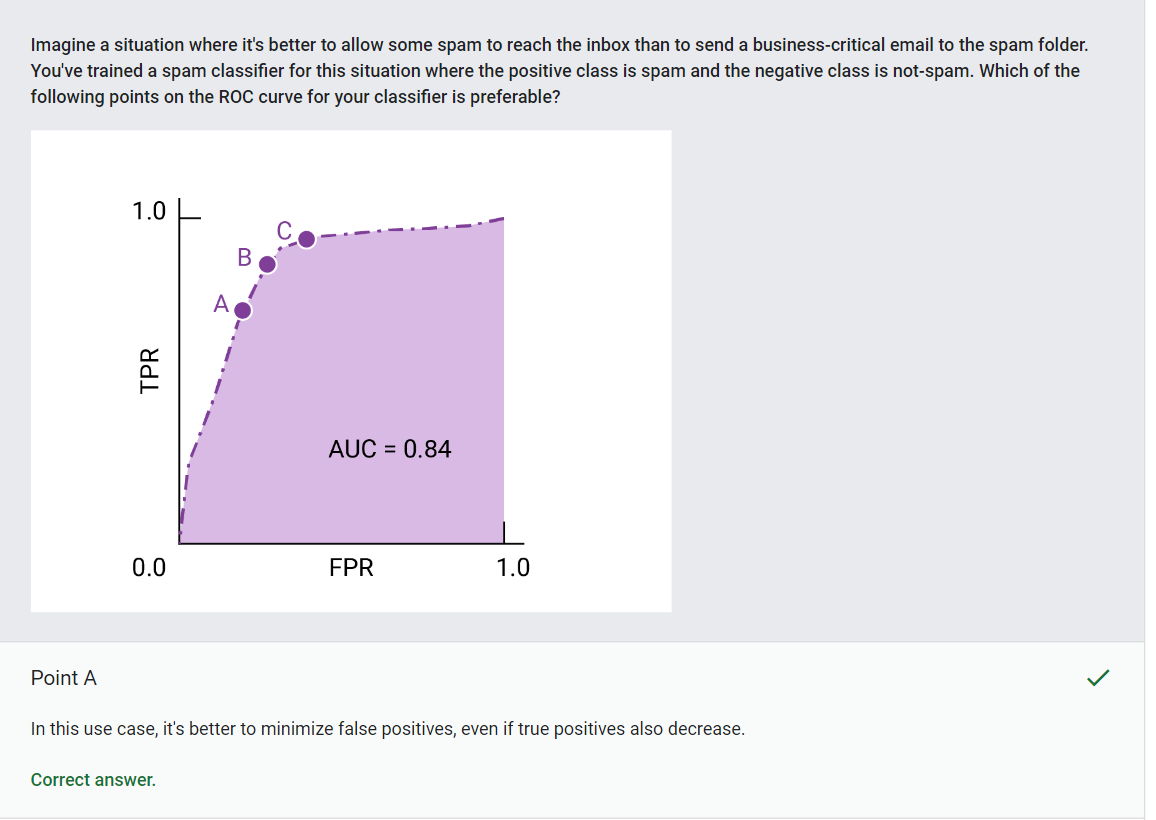 Imagine a situation where it's better to allow some spam to reach the inbox than to send a business-critical email to the spam folder.
You've trained a spam classifier for this situation where the positive class is spam and the negative class is not-spam. Which of the
following points on the ROC curve for your classifier is preferable?
1.0
C
B
A
TPR
AUC = 0.84
0.0
FPR
1.0
Point A
In this use case, it's better to minimize false positives, even if true positives also decrease.
Correct answer.